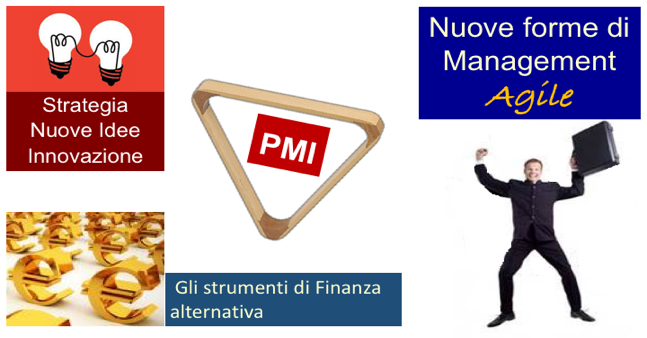 Strategia
Nuove Idee
Innovazione
PMI
Nuove forme di
Management
Agile
Gli strumenti di Finanza
alternativa